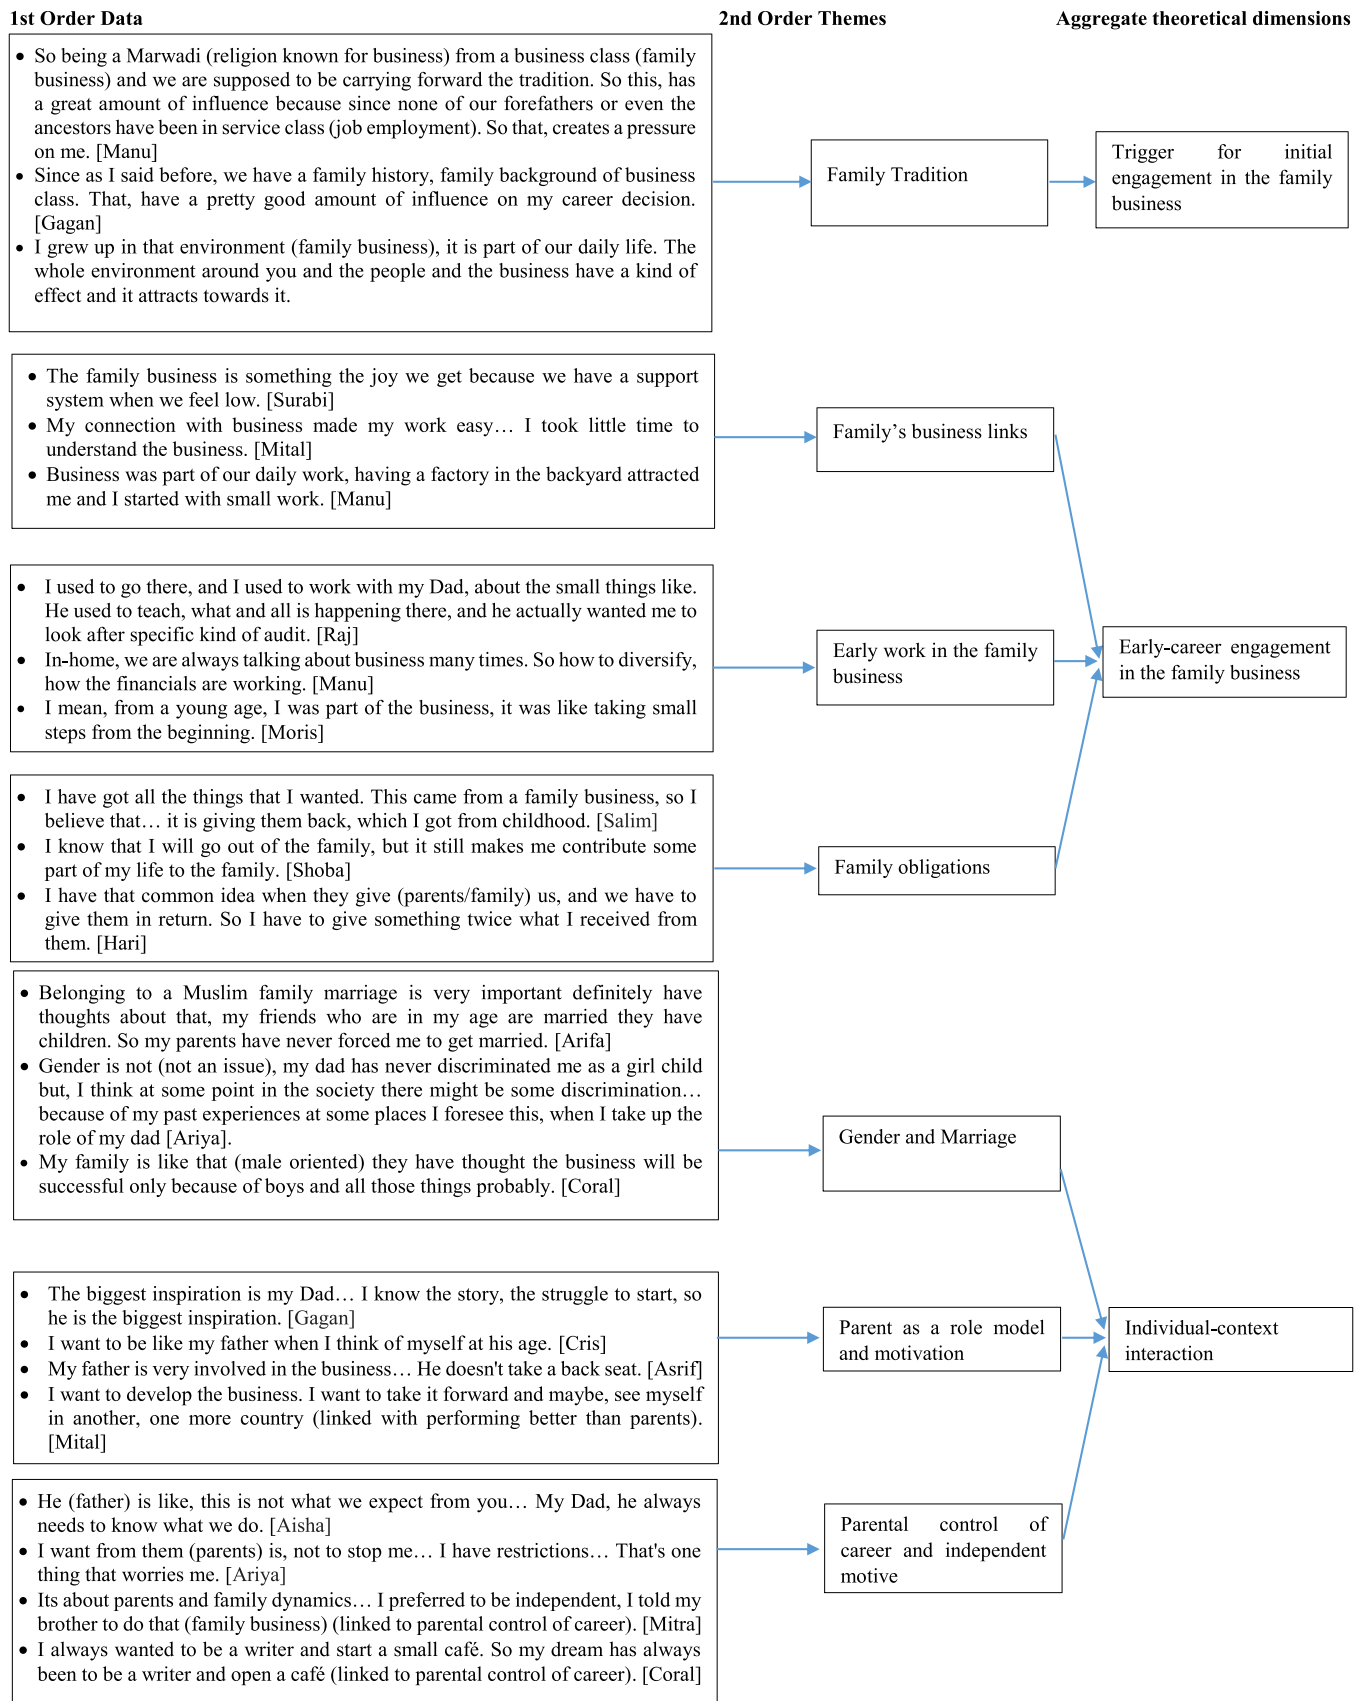 1st Order Data
2nd Order Themes
Aggregate theoretical dimensions
• So being a Marwadi (religion known for business) from a business class (family
business) and we are supposed to be carrying forward the tradition. So this, has
a great amount of influence because since none of our forefathers or even the
ancestors have been in service class (job employment). So that, creates a pressure
on me. [Manu]
• Since as I said before, we have a family history, family background of business
class. That, have a pretty good amount of influence on my career decision.
[Gagan]
• I grew up in that environment (family business), it is part of our daily life. The
whole environment around you and the people and the business have a kind of
effect and it attracts towards it.
Family Tradition
Trigger for initial
engagement in the family
business
• The family business is something the joy we get because we have a support
system when we feel low. [Surabi]
• My connection with business made my work easy… I took little time to
understand the business. [Mital]
• Business was part of our daily work, having a factory in the backyard attracted
me and I started with small work. [Manu]
Family's business links
• I used to go there, and I used to work with my Dad, about the small things like.
He used to teach, what and all is happening there, and he actually wanted me to
look after specific kind of audit. [Raj]
• In-home, we are always talking about business many times. So how to diversify,
how the financials are working. [Manu]
• I mean, from a young age, I was part of the business, it was like taking small
steps from the beginning. [Moris]
Early work in the family
business
Early-career engagement
in the family business
• I have got all the things that I wanted. This came from a family business, so I
believe that… it is giving them back, which I got from childhood. [Salim]
• I know that I will go out of the family, but it still makes me contribute some
part of my life to the family. [Shoba]
• I have that common idea when they give (parents/family) us, and we have to
give them in return. So I have to give something twice what I received from
them. [Hari]
Family obligations
• Belonging to a Muslim family marriage is very important definitely have
thoughts about that, my friends who are in my age are married they have
children. So my parents have never forced me to get married. [Arifa]
• Gender is not (not an issue), my dad has never discriminated me as a girl child
but, I think at some point in the society there might be some discrimination…
because of my past experiences at some places I foresee this, when I take up the
role of my dad [Ariya].
• My family is like that (male oriented) they have thought the business will be
successful only because of boys and all those things probably. [Coral]
Gender and Marriage
• The biggest inspiration is my Dad… I know the story, the struggle to start, so
he is the biggest inspiration. [Gagan]
• I want to be like my father when I think of myself at his age. [Cris]
• My father is very involved in the business… He doesn't take a back seat. [Asrif]
• I want to develop the business. I want to take it forward and maybe, see myself
in another, one more country (linked with performing better than parents).
[Mital]
Parent as a role model
and motivation
Individual-context
interaction
• He (father) is like, this is not what we expect from you… My Dad, he always
needs to know what we do. [Aisha]
• I want from them (parents) is, not to stop me… I have restrictions… That's one
thing that worries me. [Ariya]
• Its about parents and family dynamics… I preferred to be independent, I told my
brother to do that (family business) (linked to parental control of career). [Mitra]
• I always wanted to be a writer and start a small café. So my dream has always
been to be a writer and open a café (linked to parental control of career). [Coral]
Parental control of
career and independent
motive